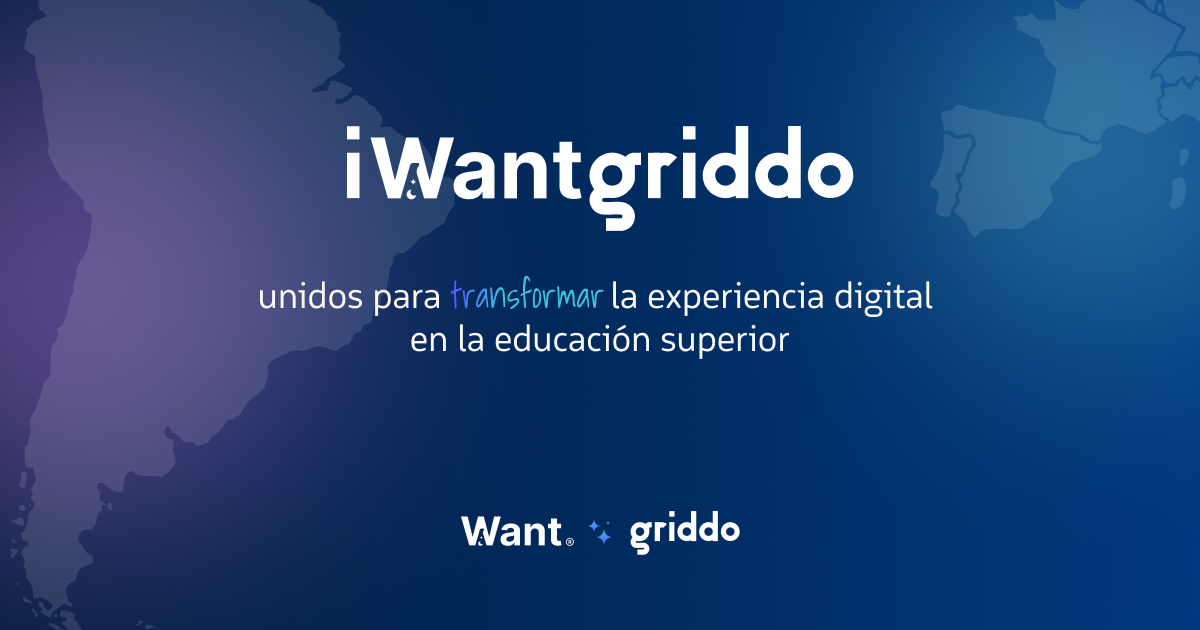 iWantgriddo
unidos para transformar la experiencia digital
en la educación superior
Want® griddo